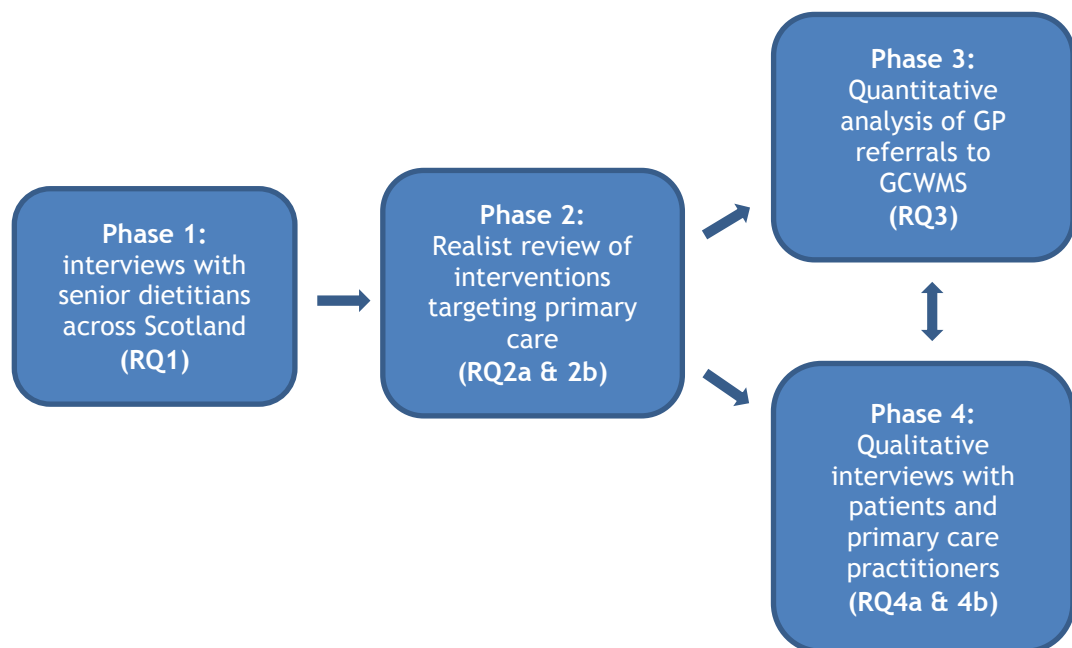 Phase 1:
interviews with
senior dietitians
across Scotland
(RQ1)
Phase 2:
Realist review of
interventions
targeting primary
care
(RQ2a & 2b)
Phase 3:
Quantitative
analysis of GP
referrals to
GCWMS
(RQ3)
Phase 4:
Qualitative
interviews with
patients and
primary care
practitioners
(RQ4a & 4b)